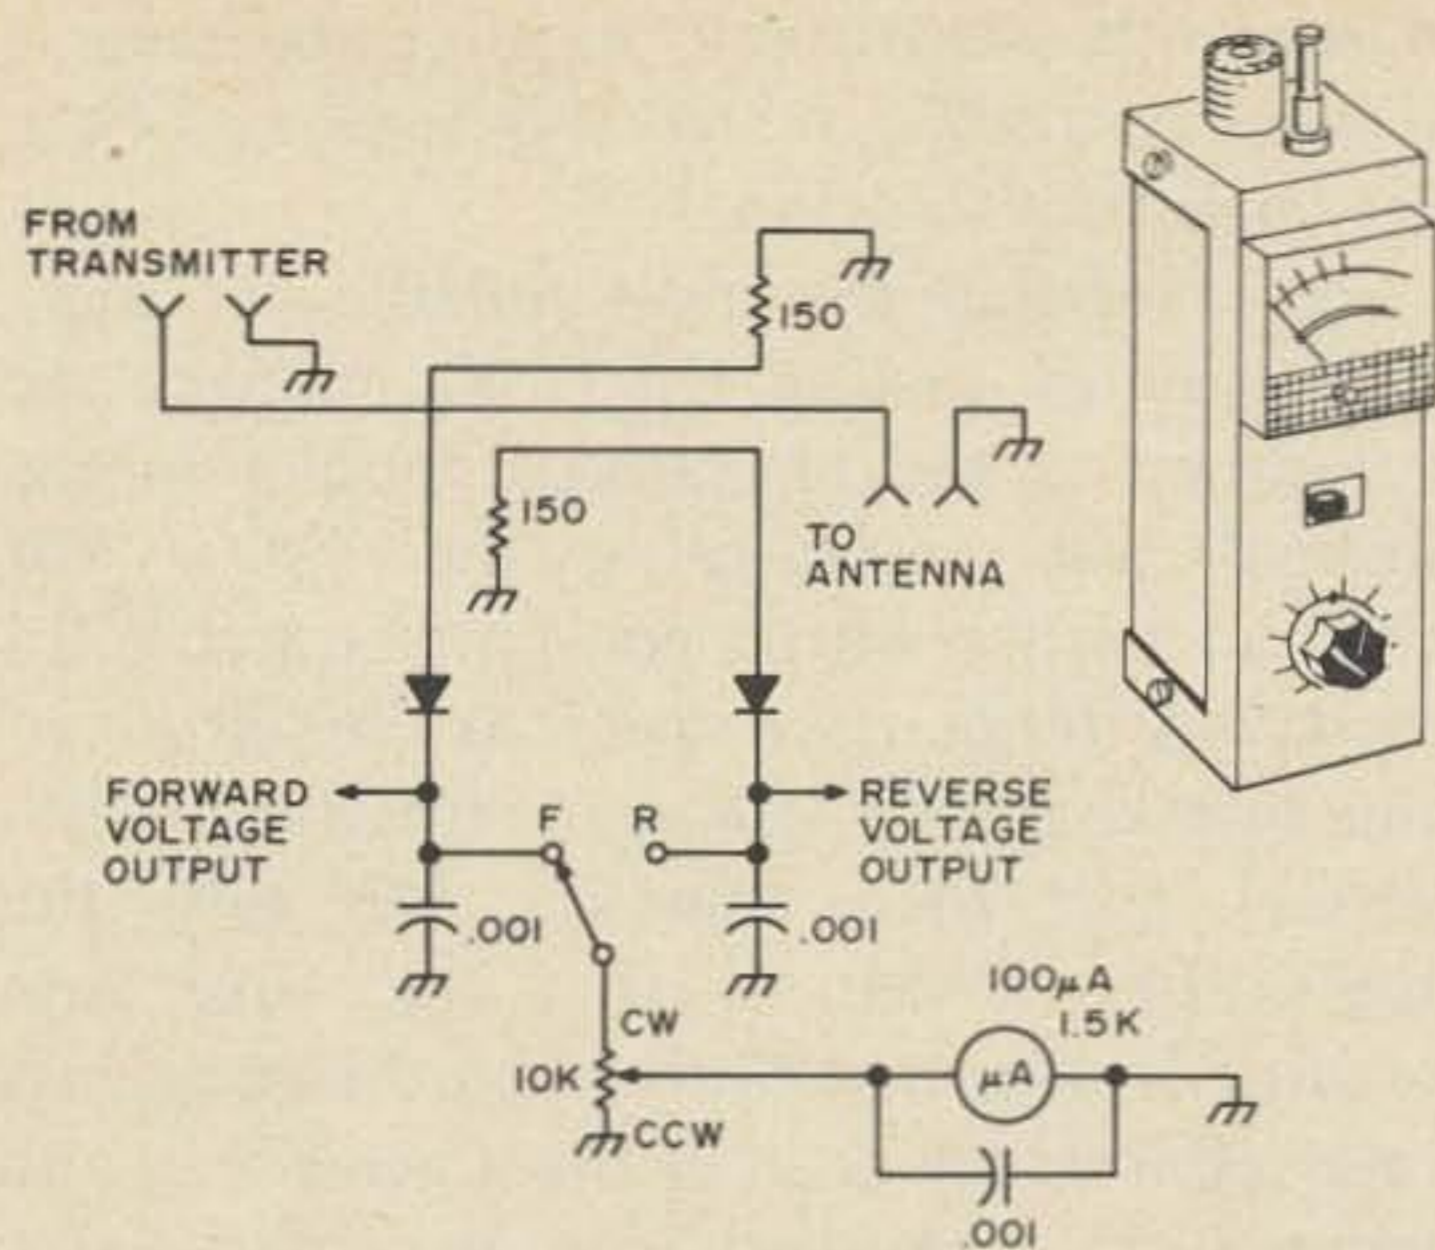 FROM
TRANSMITTER
150
150
TO
ANTENNA
FORWARD
VOLTAGE
OUTPUT
F
R
REVERSE
VOLTAGE
OUTPUT
.001
.001
CW
10K
CCW
100μA
1.5K
μA
.001